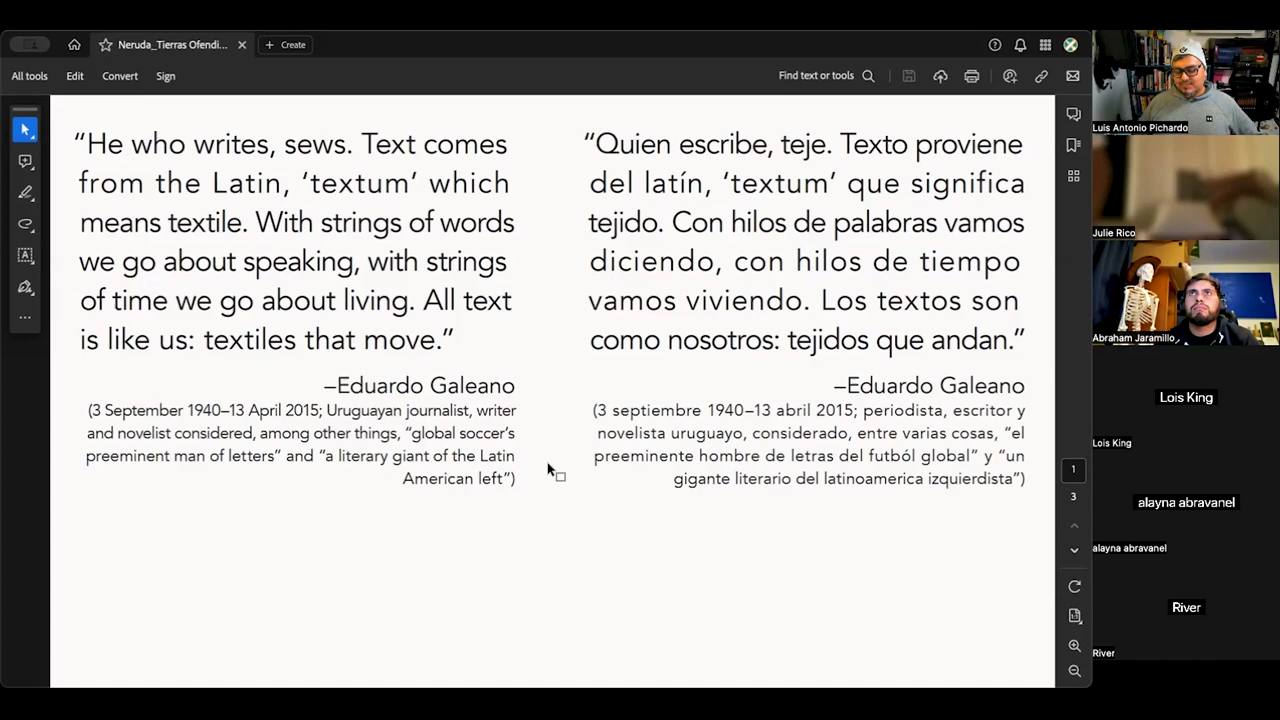 Neruda_Tierras Ofendi...
Create
All tools
Edit
Convert
Sign
Find text or tools
“He who writes, sews. Text comes
from the Latin, ‘textum’ which
means textile. With strings of words
we go about speaking, with strings
of time we go about living. All text
is like us: textiles that move.”
–Eduardo Galeano
(3 September 1940–13 April 2015; Uruguayan journalist, writer
and novelist considered, among other things, “global soccer’s
preeminent man of letters” and “a literary giant of the Latin
American left”)
“Quien escribe, teje. Texto proviene
del latín, ‘textum’ que significa
tejido. Con hilos de palabras vamos
diciendo, con hilos de tiempo
vamos viviendo. Los textos son
como nosotros: tejidos que andan.”
–Eduardo Galeano
(3 septiembre 1940–13 abril 2015; periodista, escritor y
novelista uruguayo, considerado, entre varias cosas, “el
preeminente hombre de letras del futból global” y “un
gigante literario del latinoamerica izquierdista”)
1
3
Luis Antonio Pichardo
Julie Rico
Abraham Jaramillo
Lois King
Lois King
alayna abravanel
alayna abravanel
River
River